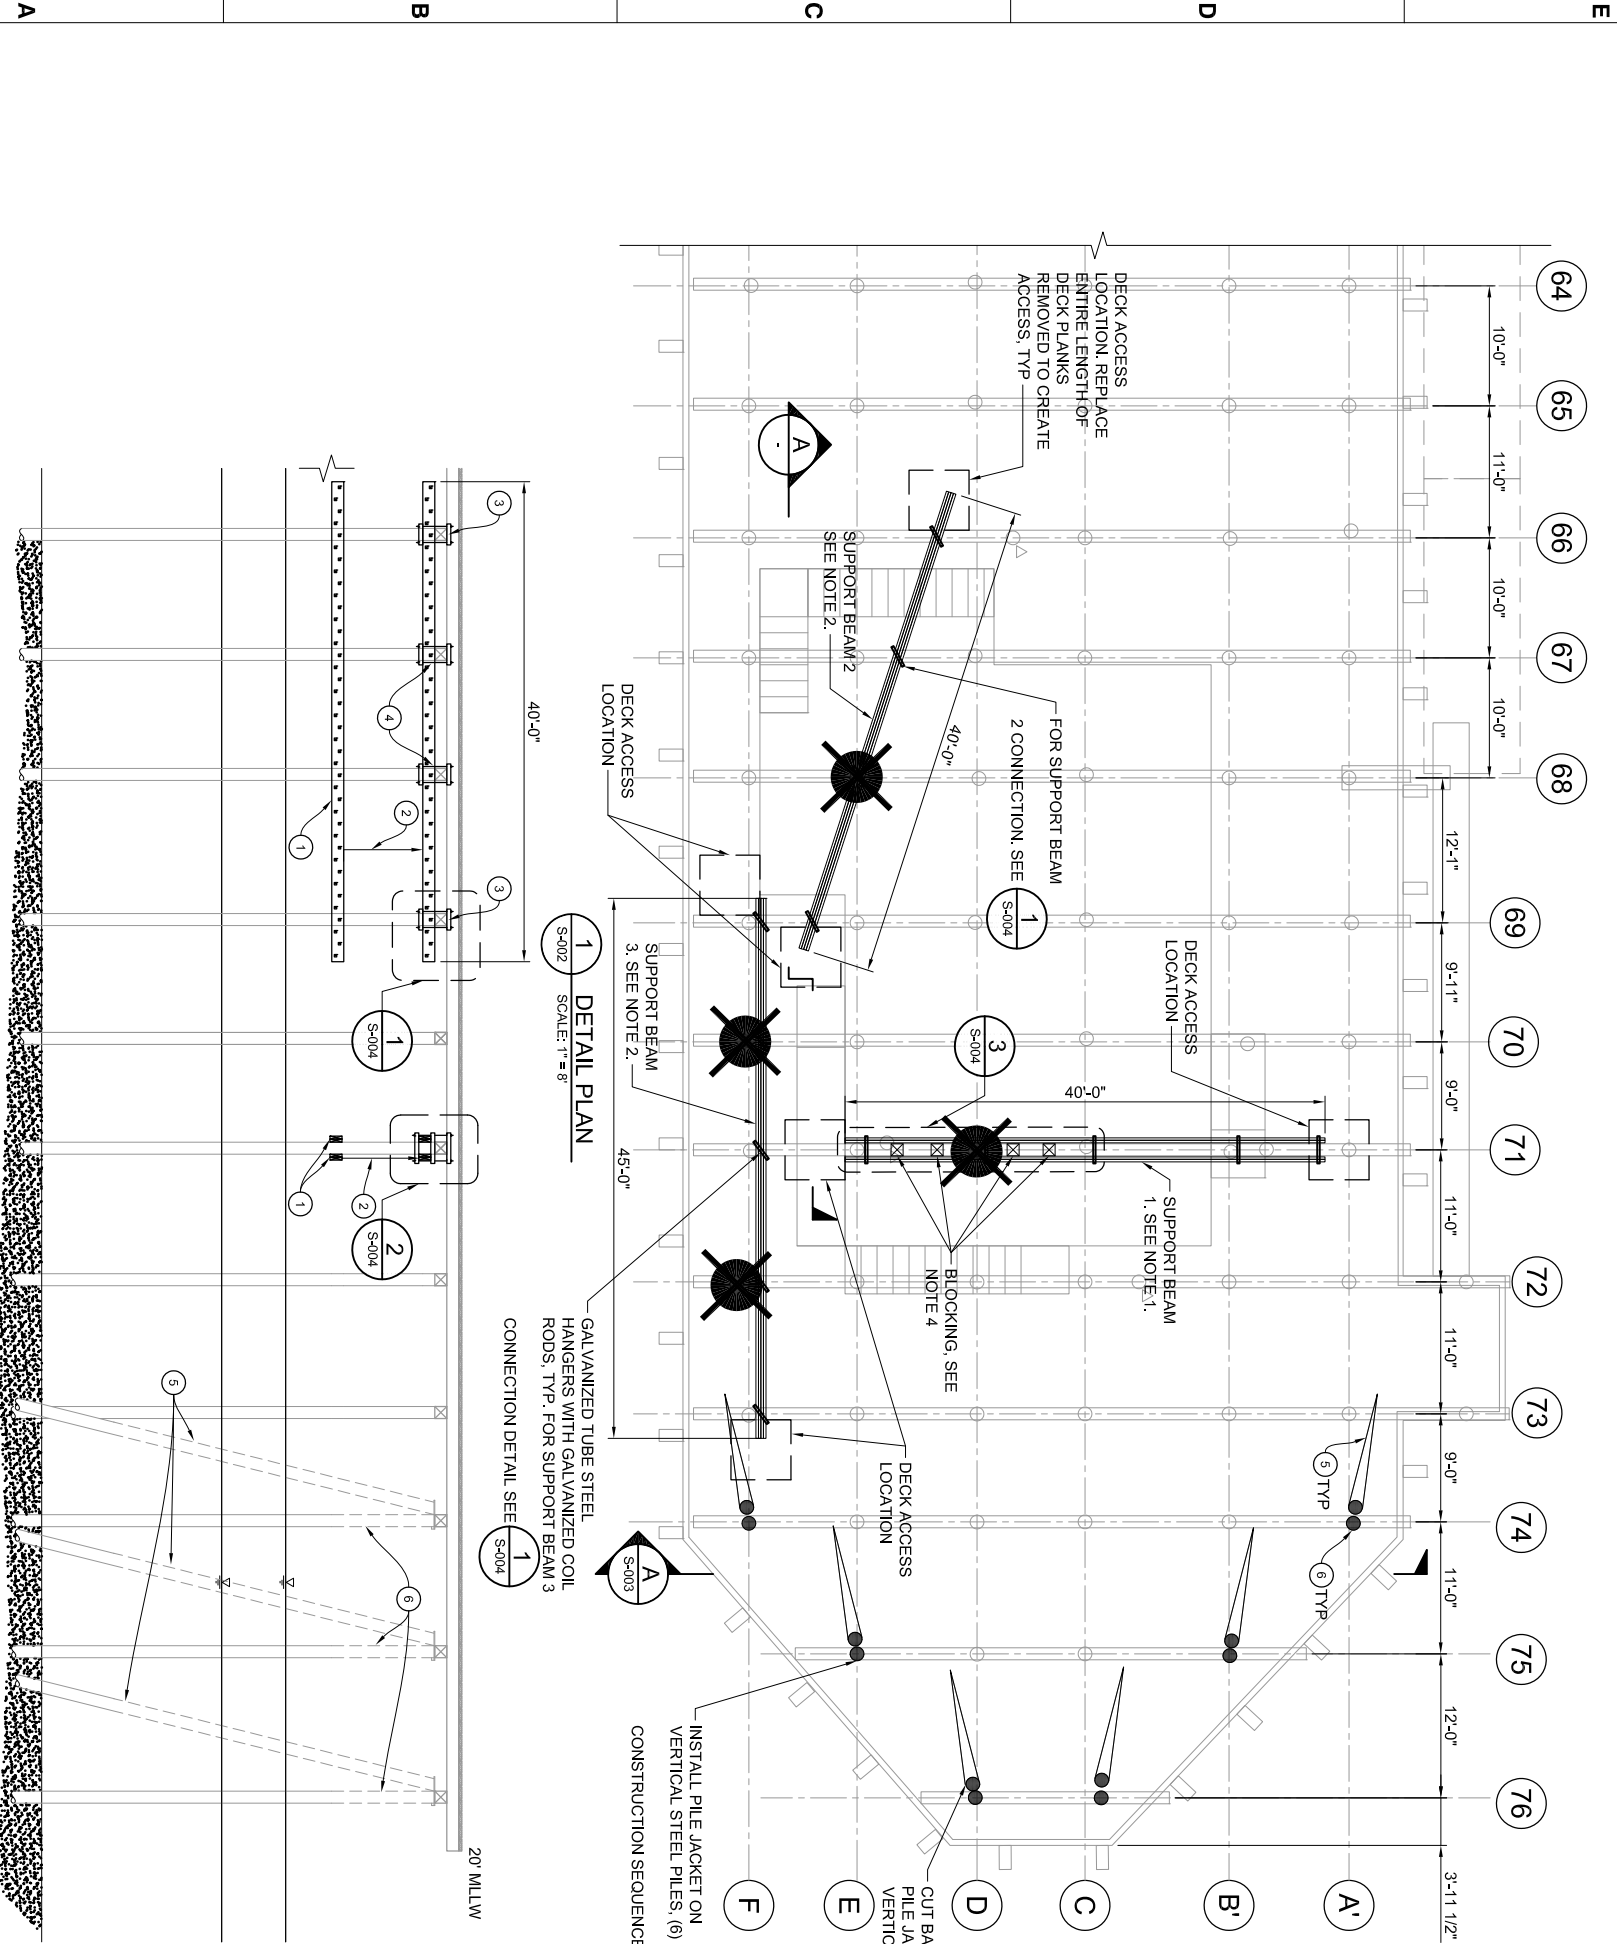 A
B
C
D
E
64
65
66
67
68
69
70
71
72
73
74
75
76
10'-0"
11'-0"
10'-0"
10'-0"
12'-1"
9'-11"
9'-0"
11'-0"
11'-0"
9'-0"
11'-0"
12'-0"
3'-11 1/2"
A'
B'
C
D
E
F
DECK ACCESS
LOCATION. REPLACE
ENTIRE LENGTH OF
DECK PLANKS
REMOVED TO CREATE
ACCESS, TYP
A
-
SUPPORT BEAM 2
SEE NOTE 2.
40'-0"
FOR SUPPORT BEAM
2 CONNECTION. SEE
1
S-004
DECK ACCESS
LOCATION
DECK ACCESS
LOCATION
3
S-004
40'-0"
SUPPORT BEAM
1. SEE NOTE 1.
BLOCKING, SEE
NOTE 4
5 TYP
6 TYP
DECK ACCESS
LOCATION
SUPPORT BEAM
3. SEE NOTE 2.
45'-0"
GALVANIZED TUBE STEEL
HANGERS WITH GALVANIZED COIL
RODS, TYP. FOR SUPPORT BEAM 3
CONNECTION DETAIL SEE
1
S-004
A
S-003
INSTALL PILE JACKET ON
VERTICAL STEEL PILES, (6)
CONSTRUCTION SEQUENCE
CUT BA
PILE JA
VERTIC
1
S-002
DETAIL PLAN
SCALE: 1" = 8'
40'-0"
3
3
4
2
1
1
S-004
1
2
2
S-004
5
6
20' MLLW